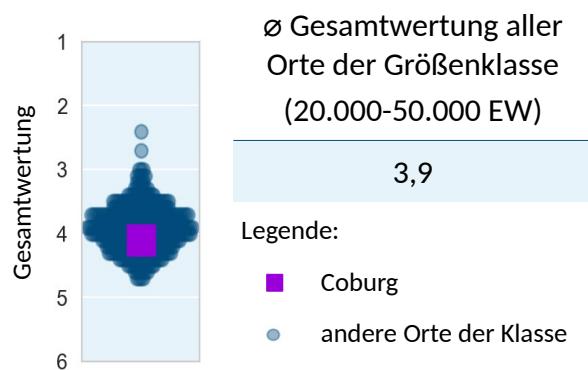 Gesamtwertung
1
2
3
4
5
6
⌀ Gesamtwertung aller
Orte der Größenklasse
(20.000-50.000 EW)
3,9
Legende:
Coburg
andere Orte der Klasse